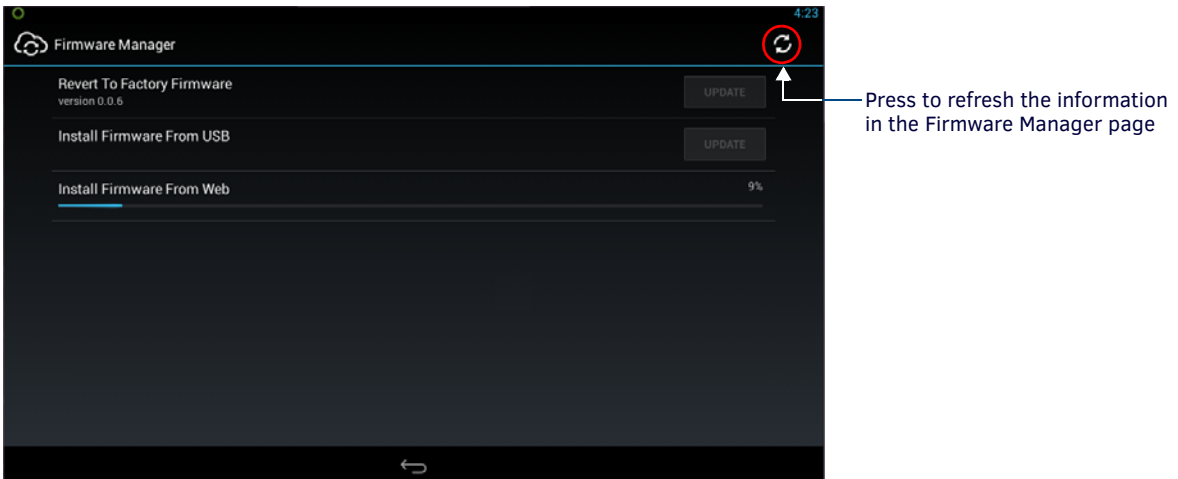 4:23
Firmware Manager
Revert To Factory Firmware
version 0.0.6
UPDATE
Press to refresh the information
in the Firmware Manager page
Install Firmware From USB
UPDATE
Install Firmware From Web
9%